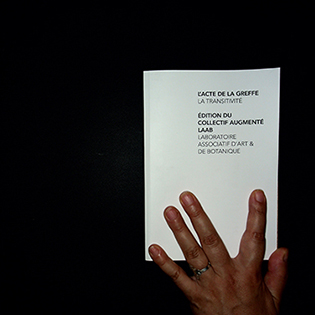 L'ACTE DE LA GREFFE
LA TRANSITIVITÉ
ÉDITION DU
COLLECTIF AUGMENTÉ
LAAB
LABORATOIRE
ASSOCIATIF D'ART &
DE BOTANIQUE